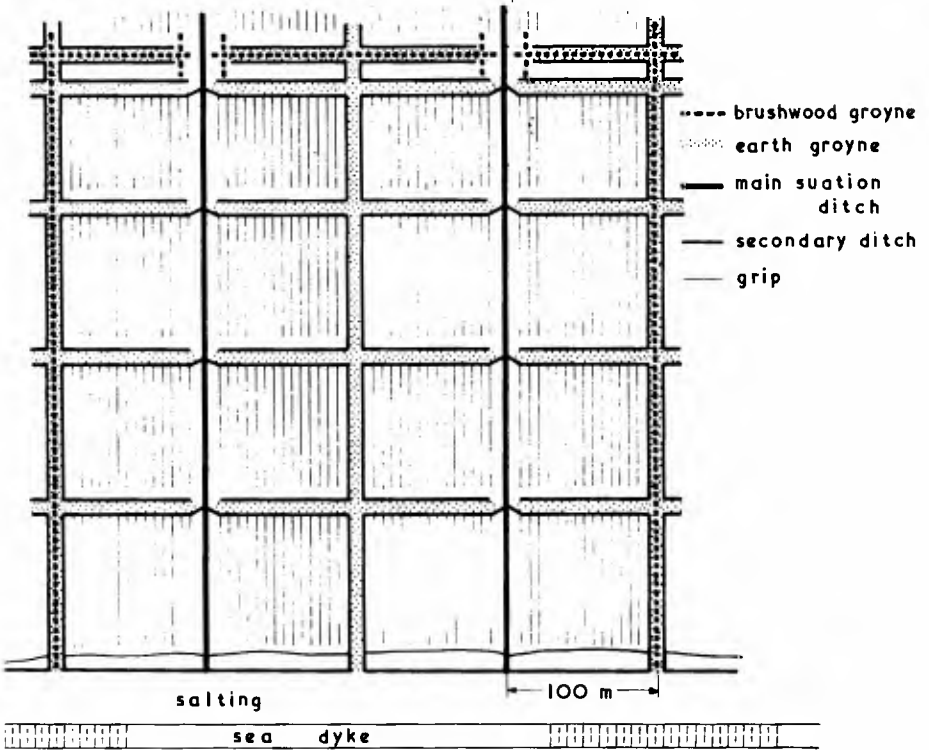 brushwood groyne
earth groyne
main suation
ditch
secondary ditch
grip
100 m
salting
sea dyke